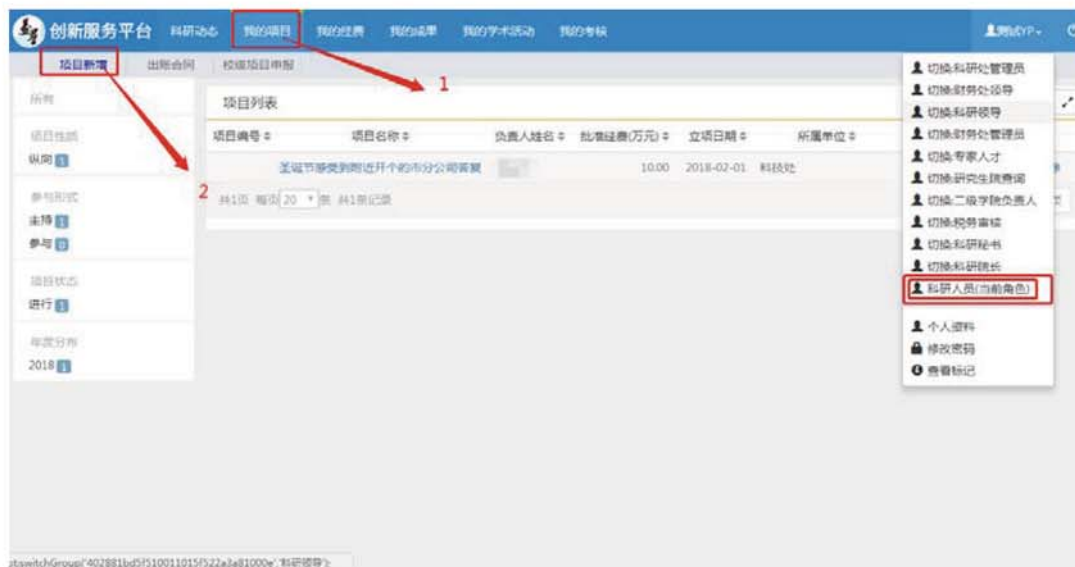 创新服务平台 科研动态 我的项目 我的经费 我的成果 我的学术活动 我的考核 测试YP
项目新增 出账合同 校级项目申报
1
所有
项目性质
纵向 1
2
参与形式
主持 1
参与 0
项目状态
进行 1
年度分布
2018 1
项目列表
项目编号 项目名称 负责人姓名 批准经费(万元) 立项日期 所属单位
圣诞节感受到附近开个的市分公司答复 10.00 2018-02-01 科技处
共1页 每页 20 条 共1条记录
切换:科研处管理员
切换:财务处领导
切换:科研领导
切换:财务处管理员
切换:专家人才
切换:研究生院查询
切换:二级学院负责人
切换:税务审核
切换:科研秘书
切换:科研院长
科研人员(当前角色)
个人资料
修改密码
查看标记
t.switchGroup('402881bd5f510011015f522a3a81000e','科研领导');